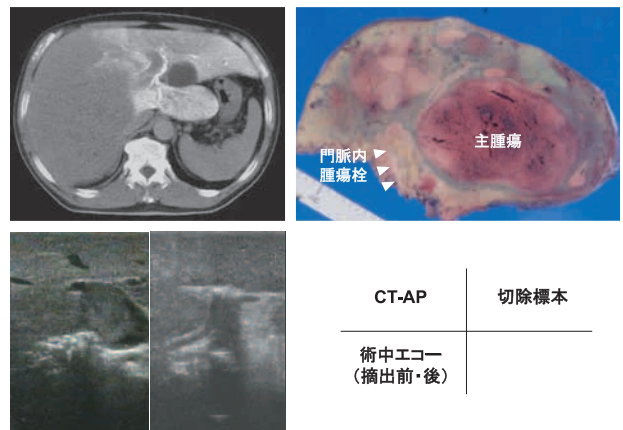 主腫瘍
門脈内
腫瘍栓
CT-AP
切除標本
術中エコー
（摘出前・後）